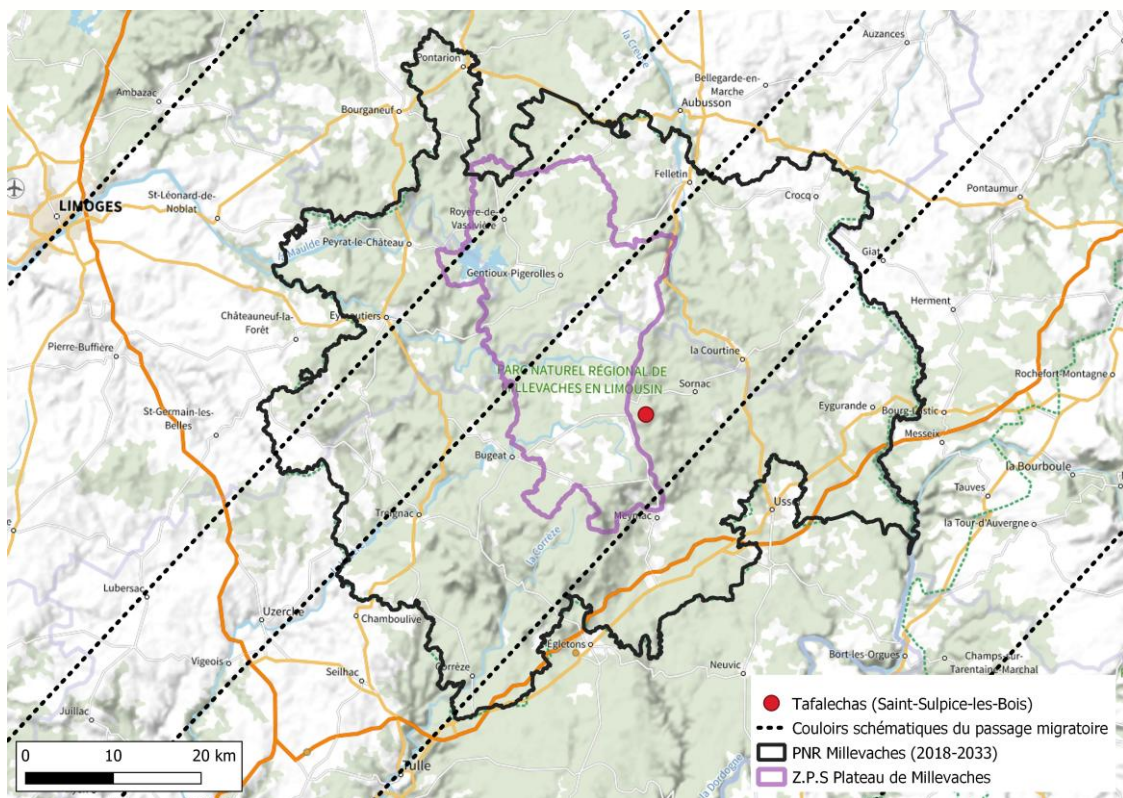 Auzances
la Creuse
Pontarion
Bellegarde-en-
Marche
Ambazac
Bourganeuf
Aubusson
Felletin
Crocq
Pontaumur
St-Léonard-de-
Noblat
LIMOGES
Royère-de-
Vassivière
Maulde
Peyrat-le-Château
Giat
Gentioux-Pigerolles
Herment
Châteauneuf-la-
Forêt
Eymoutiers
Pierre-Buffière
la Courtine
PARC NATUREL RÉGIONAL DE
LLEVACHES EN LIMOUSIN
Sornac
Rochefort-Montagne
St-Germain-les-
Belles
Eygurande
Bourg-Lastic
Messeix
Bugeat
la Bourboule
Tauves
Treignac
Meymac
Ussel
la Tour-d'Auvergne
la Corrèze
Lubersac
Uzerche
Chamboulive
Égletons
Vigeois
Seilhac
Corrèze
Neuvic
Bort-les-Orgues
Champs-sur-
Tarentaine-Marchal
Juillac
Tulle
la Dordogne
Tafalechas (Saint-Sulpice-les-Bois)
Couloirs schématiques du passage migratoire
PNR Millevaches (2018-2033)
Z.P.S Plateau de Millevaches
0 10 20 km